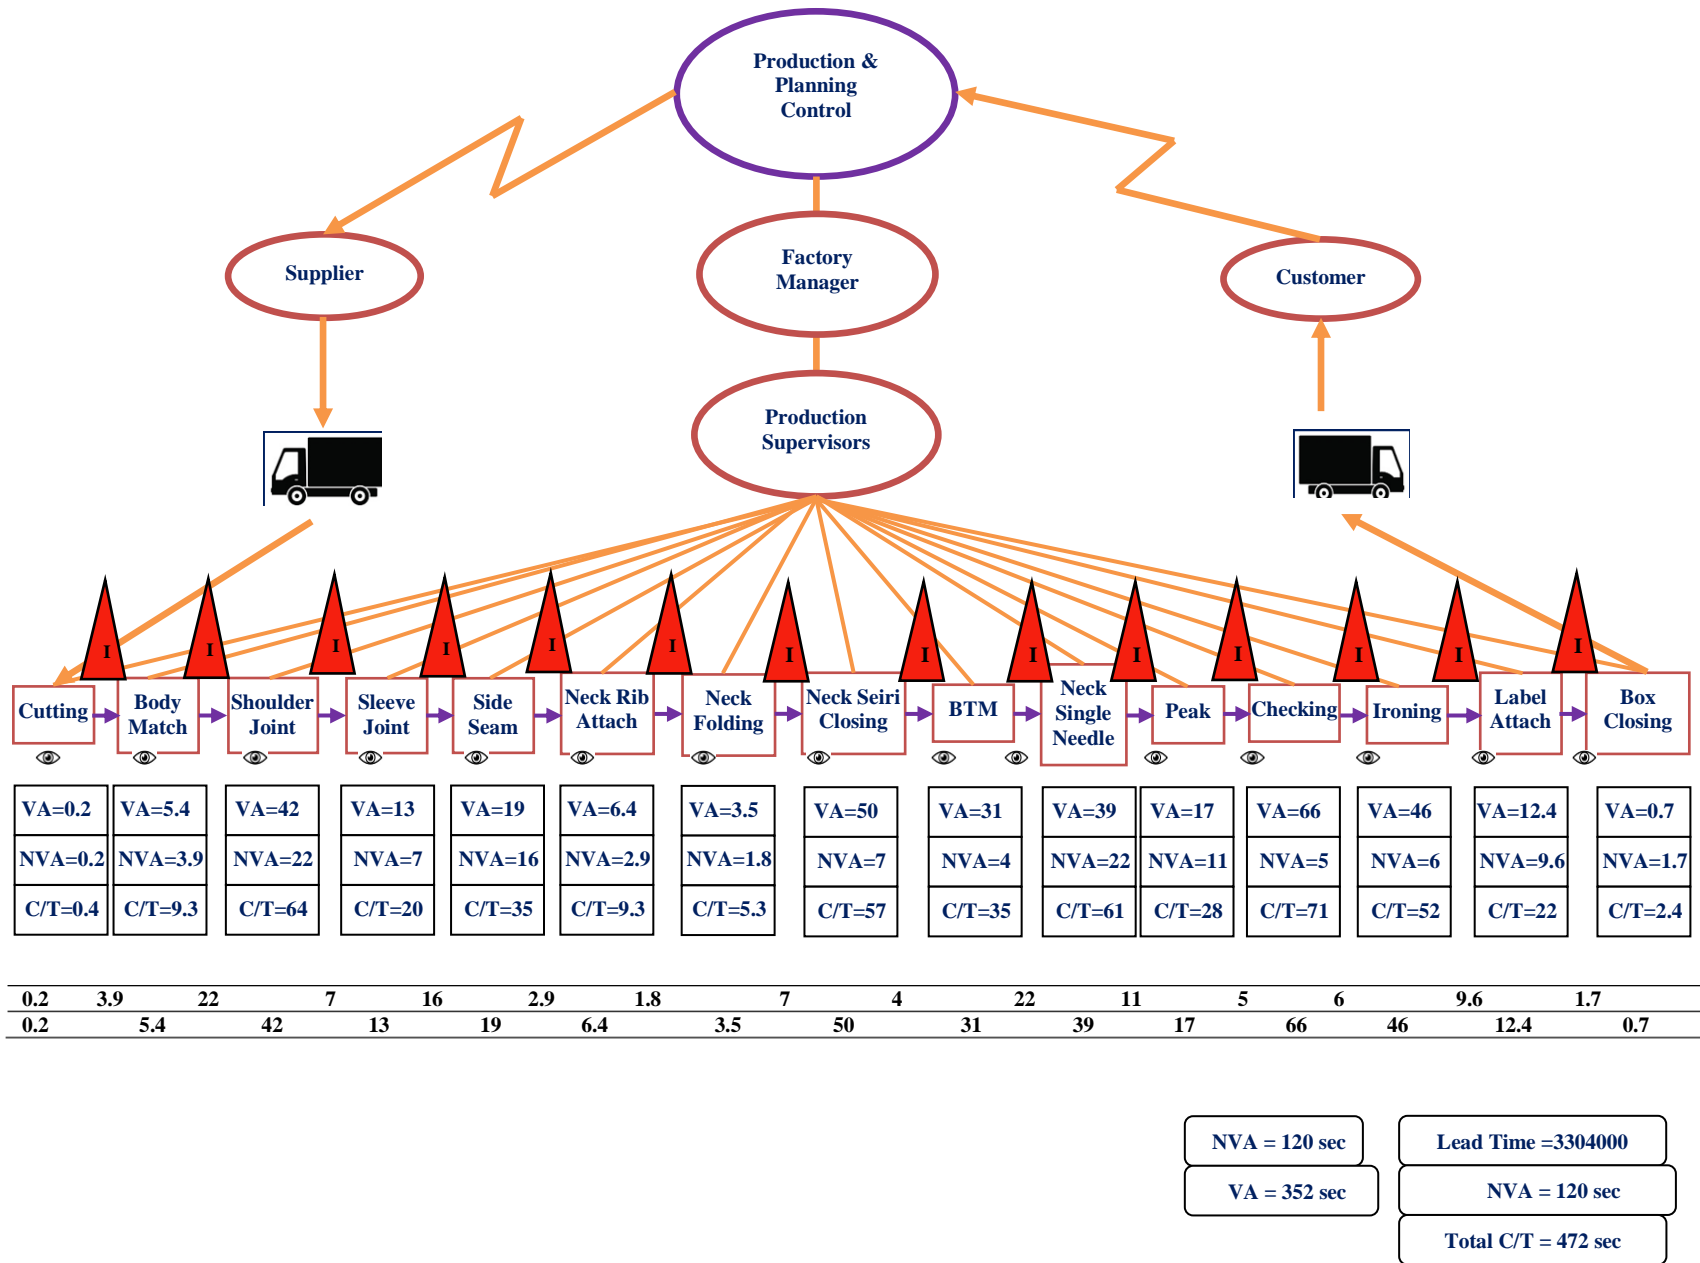 Production &
Planning
Control
Supplier
Factory
Manager
Customer
Production
Supervisors
I I I I I I I I I I I I I I
Cutting
Body
Match
Shoulder
Joint
Sleeve
Joint
Side
Seam
Neck Rib
Attach
Neck
Folding
Neck Seiri
Closing
BTM
Neck
Single
Needle
Peak
Checking
Ironing
Label
Attach
Box
Closing
VA=0.2 VA=5.4 VA=42 VA=13 VA=19 VA=6.4 VA=3.5 VA=50 VA=31 VA=39 VA=17 VA=66 VA=46 VA=12.4 VA=0.7
NVA=0.2 NVA=3.9 NVA=22 NVA=7 NVA=16 NVA=2.9 NVA=1.8 NVA=7 NVA=4 NVA=22 NVA=11 NVA=5 NVA=6 NVA=9.6 NVA=1.7
C/T=0.4 C/T=9.3 C/T=64 C/T=20 C/T=35 C/T=9.3 C/T=5.3 C/T=57 C/T=35 C/T=61 C/T=28 C/T=71 C/T=52 C/T=22 C/T=2.4
0.2 3.9 22 7 16 2.9 1.8 7 4 22 11 5 6 9.6 1.7
0.2 5.4 42 13 19 6.4 3.5 50 31 39 17 66 46 12.4 0.7
NVA = 120 sec
VA = 352 sec
Lead Time =3304000
NVA = 120 sec
Total C/T = 472 sec